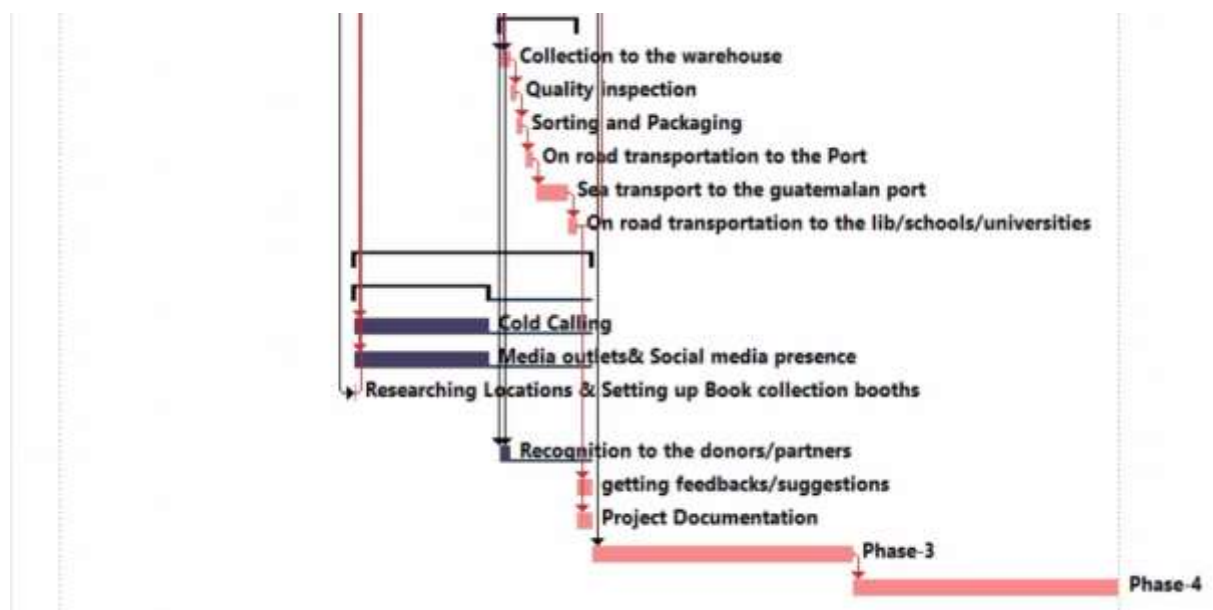 Collection to the warehouse
Quality inspection
Sorting and Packaging
On road transportation to the Port
Sea transport to the guatemalan port
On road transportation to the lib/schools/universities
Cold Calling
Media outlets& Social media presence
Researching Locations & Setting up Book collection booths
Recognition to the donors/partners
getting feedbacks/suggestions
Project Documentation
Phase-3
Phase-4